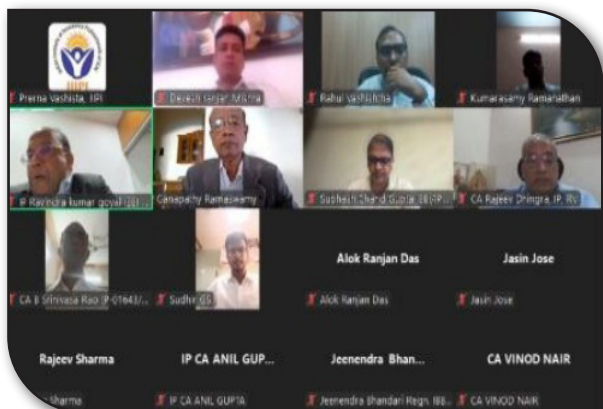 IIIPI
Prerna Vashista, IIIPI
Devesh ranjan Mishra
Rahul Vashishtha
Kumarasamy Ramanathan
IP Ravindra kumar goyal
Ganapathy Ramaswamy
Subhash Chand Gupta,
CA Rajeev Dhingra, IP, RV
CA B Srinivasa Rao
Sudhir GS
Alok Ranjan Das
Jasin Jose
Alok Ranjan Das
Jasin Jose
Rajeev Sharma
IP CA ANIL GUP...
Jeenendra Bhan...
CA VINOD NAIR
Sharma
IP CA ANIL GUPTA
Jeenendra Bhandari Regn. IBB...
CA VINOD NAIR